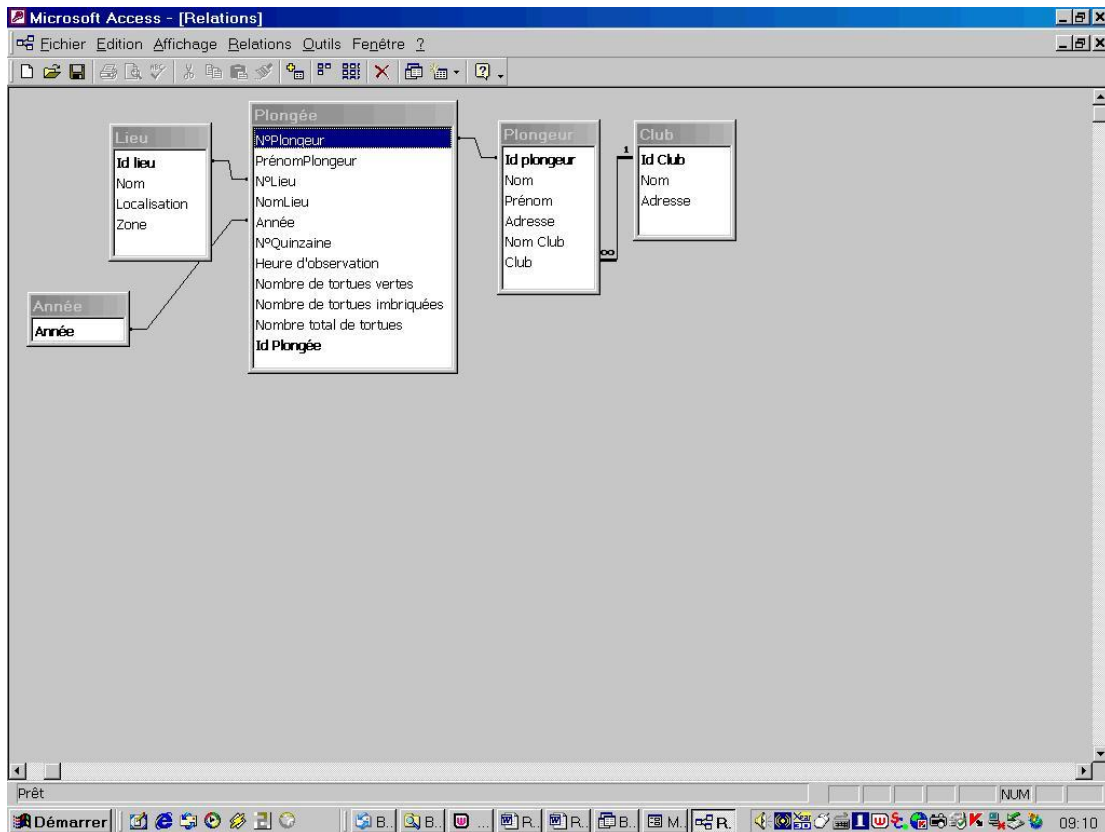 Microsoft Access - [Relations]
Fichier Edition Affichage Relations Outils Fenêtre ?
Lieu
Id lieu
Nom
Localisation
Zone
Année
Année
Plongée
NºPlongeur
PrénomPlongeur
NºLieu
NomLieu
Année
NºQuinzaine
Heure d'observation
Nombre de tortues vertes
Nombre de tortues imbriquées
Nombre total de tortues
Id Plongée
Plongeur
Id plongeur
Nom
Prénom
Adresse
Nom Club
Club
1
∞
Club
Id Club
Nom
Adresse
Prêt
NUM
Démarrer
B..
B..
...
R..
R..
B..
M..
R.
09:10